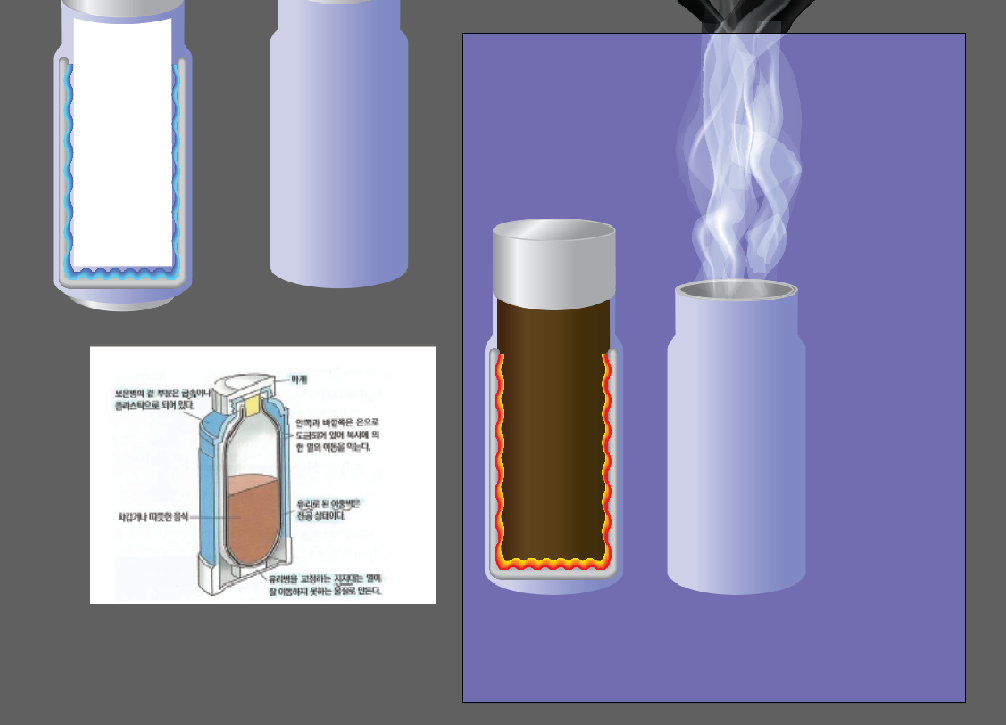 마개
보온병의 겉 부분은 금속이나
플라스틱으로 되어 있다.
안쪽과 바깥쪽은 은으로
도금되어 있어 복사에 의
한 열의 이동을 막는다.
유리로 된 이중벽은
진공 상태이다.
차갑거나 따뜻한 음식
유리병을 고정하는 지지대는 열이
잘 이동하지 못하는 물질로 만든다.